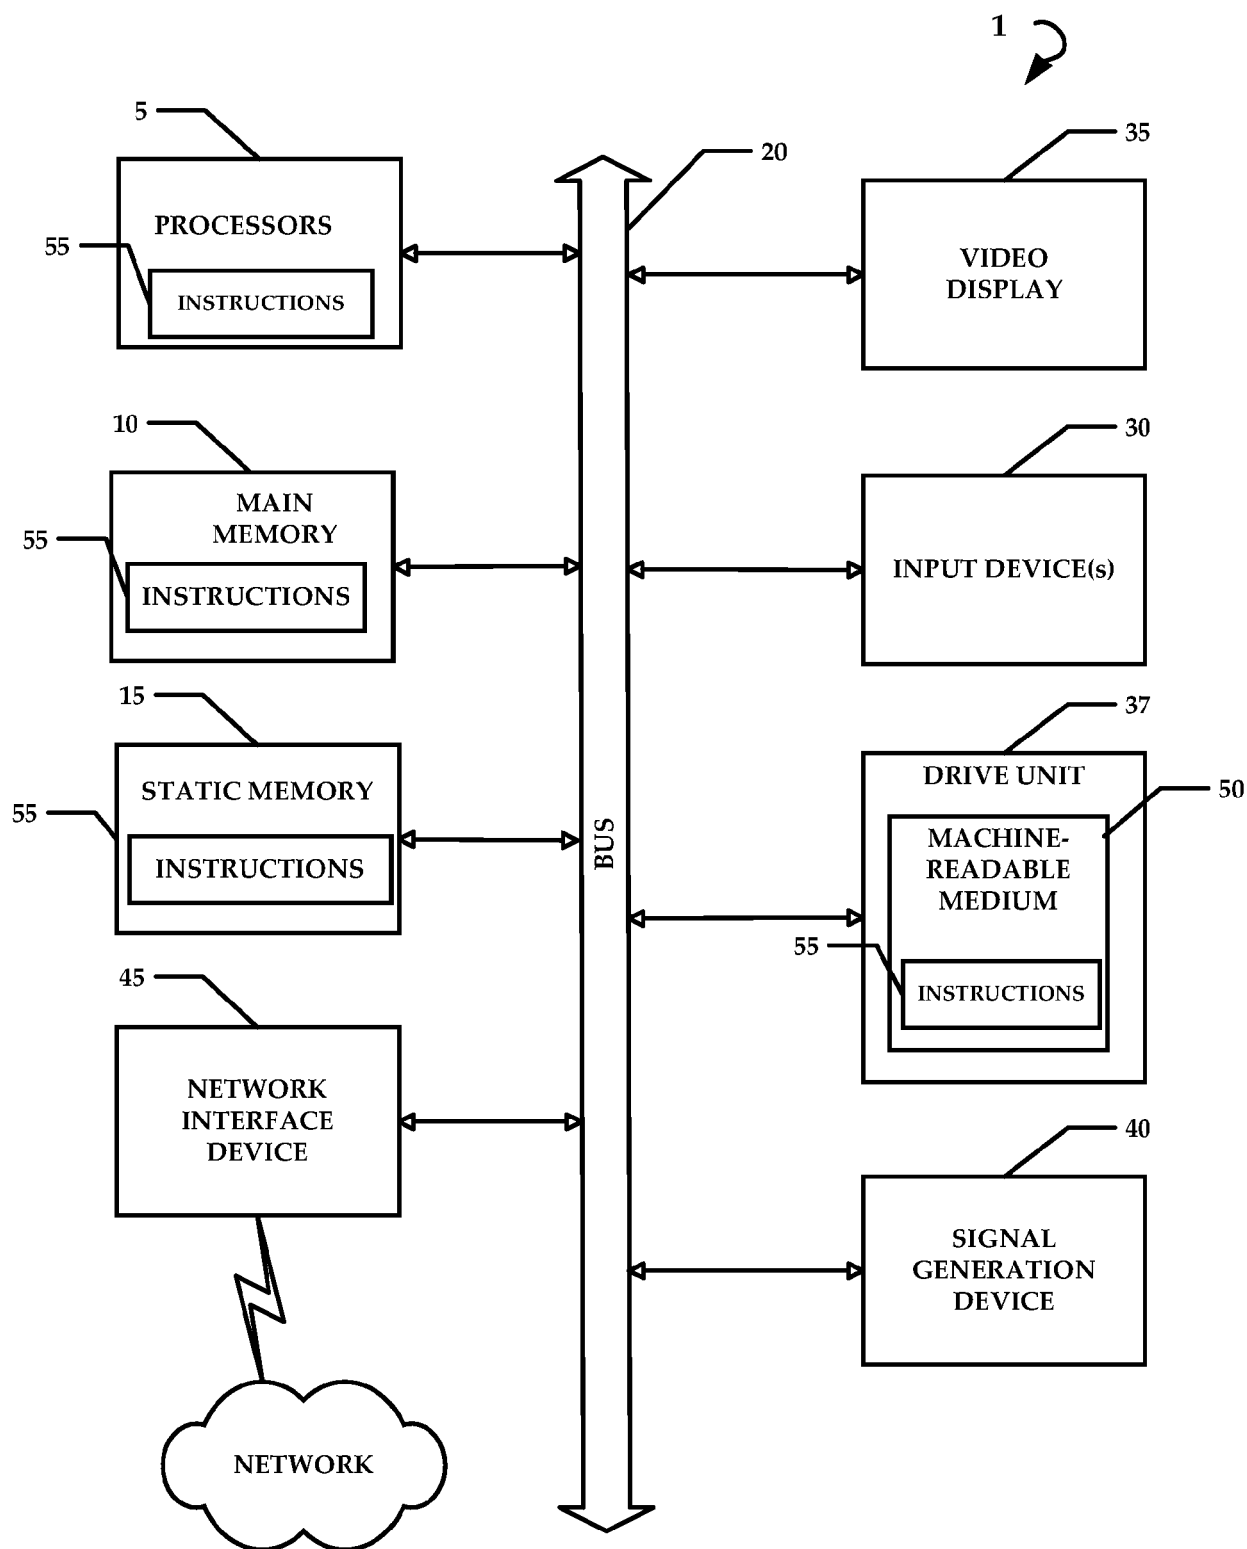 1
5
PROCESSORS
55
INSTRUCTIONS
10
MAIN
MEMORY
55
INSTRUCTIONS
15
STATIC MEMORY
55
INSTRUCTIONS
45
NETWORK
INTERFACE
DEVICE
NETWORK
20
BUS
35
VIDEO
DISPLAY
30
INPUT DEVICE(s)
37
DRIVE UNIT
50
MACHINE-
READABLE
MEDIUM
55
INSTRUCTIONS
40
SIGNAL
GENERATION
DEVICE